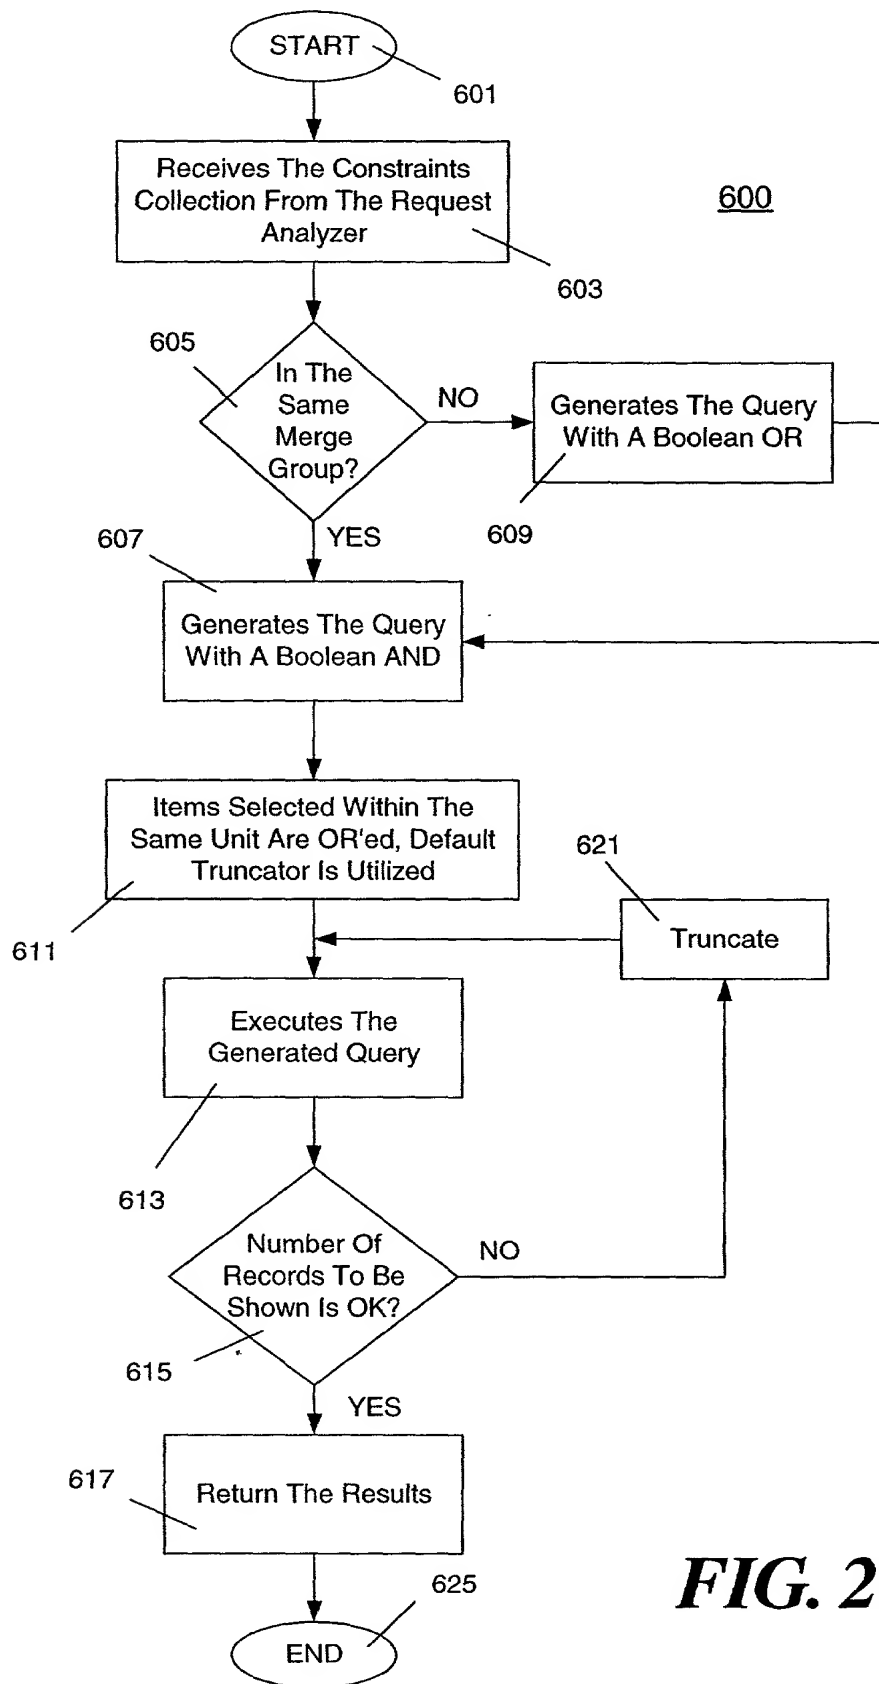 START
601
Receives The Constraints
Collection From The Request
Analyzer
600
603
605
In The
Same
Merge
Group?
NO
Generates The Query
With A Boolean OR
609
YES
607
Generates The Query
With A Boolean AND
Items Selected Within The
Same Unit Are OR'ed, Default
Truncator Is Utilized
611
621
Truncate
Executes The
Generated Query
613
Number Of
Records To Be
Shown Is OK?
NO
615
YES
617
Return The Results
625
END
FIG. 2